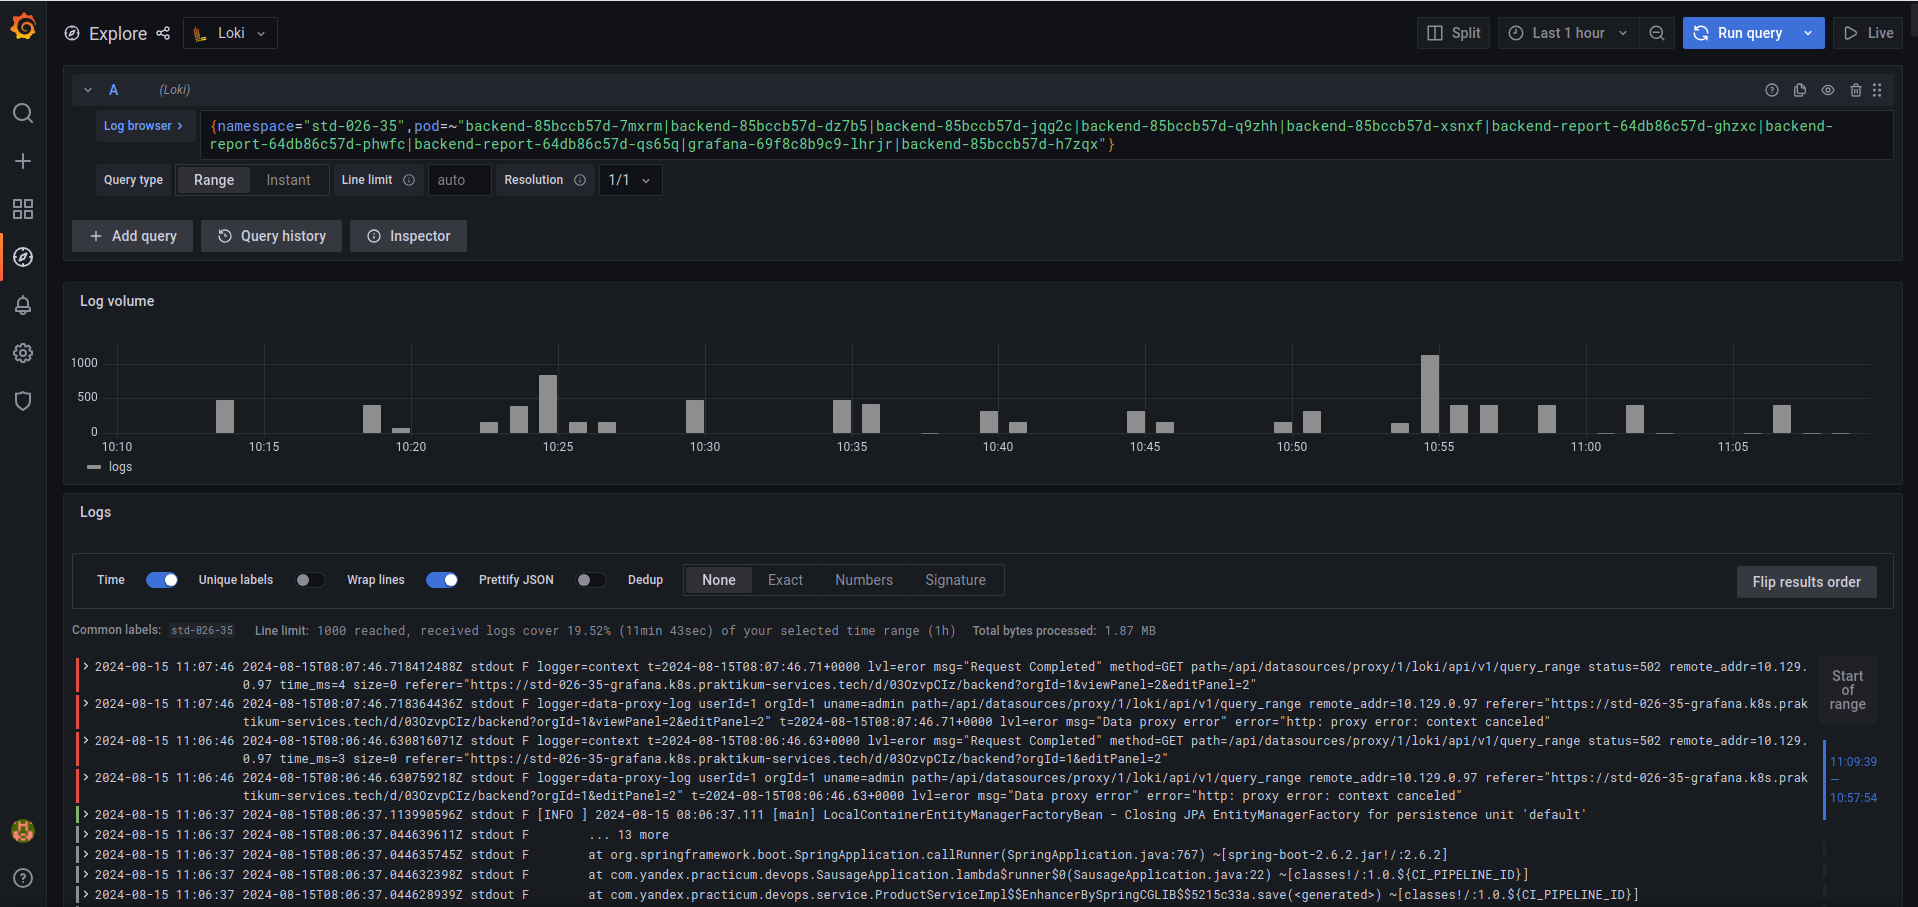 Explore
Loki
Split
Last 1 hour
Run query
Live
A
(Loki)
Log browser
{namespace="std-026-35",pod=~"backend-85bccb57d-7mxrm|backend-85bccb57d-dz7b5|backend-85bccb57d-jqg2c|backend-85bccb57d-q9zhh|backend-85bccb57d-xsnxf|backend-report-64db86c57d-ghzxc|backend-
report-64db86c57d-phwfc|backend-report-64db86c57d-qs65q|grafana-69f8c8b9c9-lhrjr|backend-85bccb57d-h7zqx"}
Query type
Range
Instant
Line limit
auto
Resolution
1/1
+ Add query
Query history
Inspector
Log volume
1000
500
0
10:10 10:15 10:20 10:25 10:30 10:35 10:40 10:45 10:50 10:55 11:00 11:05
logs
Logs
Time
Unique labels
Wrap lines
Prettify JSON
Dedup
None
Exact
Numbers
Signature
Flip results order
Common labels: std-026-35 Line limit: 1000 reached, received logs cover 19.52% (11min 43sec) of your selected time range (1h) Total bytes processed: 1.87 MB
2024-08-15 11:07:46 2024-08-15T08:07:46.718412488Z stdout F logger=context t=2024-08-15T08:07:46.71+0000 lvl=eror msg="Request Completed" method=GET path=/api/datasources/proxy/1/loki/api/v1/query_range status=502 remote_addr=10.129.
0.97 time_ms=4 size=0 referer="https://std-026-35-grafana.k8s.praktikum-services.tech/d/03OzvpCIz/backend?orgId=1&viewPanel=2&editPanel=2"
2024-08-15 11:07:46 2024-08-15T08:07:46.718364436Z stdout F logger=data-proxy-log userId=1 orgId=1 uname=admin path=/api/datasources/proxy/1/loki/api/v1/query_range remote_addr=10.129.0.97 referer="https://std-026-35-grafana.k8s.prak
tikum-services.tech/d/03OzvpCIz/backend?orgId=1&viewPanel=2&editPanel=2" t=2024-08-15T08:07:46.71+0000 lvl=eror msg="Data proxy error" error="http: proxy error: context canceled"
2024-08-15 11:06:46 2024-08-15T08:06:46.630816071Z stdout F logger=context t=2024-08-15T08:06:46.63+0000 lvl=eror msg="Request Completed" method=GET path=/api/datasources/proxy/1/loki/api/v1/query_range status=502 remote_addr=10.129.
0.97 time_ms=3 size=0 referer="https://std-026-35-grafana.k8s.praktikum-services.tech/d/03OzvpCIz/backend?orgId=1&editPanel=2"
2024-08-15 11:06:46 2024-08-15T08:06:46.630759218Z stdout F logger=data-proxy-log userId=1 orgId=1 uname=admin path=/api/datasources/proxy/1/loki/api/v1/query_range remote_addr=10.129.0.97 referer="https://std-026-35-grafana.k8s.prak
tikum-services.tech/d/03OzvpCIz/backend?orgId=1&editPanel=2" t=2024-08-15T08:06:46.63+0000 lvl=eror msg="Data proxy error" error="http: proxy error: context canceled"
2024-08-15 11:06:37 2024-08-15T08:06:37.113990596Z stdout F [INFO ] 2024-08-15 08:06:37.111 [main] LocalContainerEntityManagerFactoryBean - Closing JPA EntityManagerFactory for persistence unit 'default'
2024-08-15 11:06:37 2024-08-15T08:06:37.044639611Z stdout F ... 13 more
2024-08-15 11:06:37 2024-08-15T08:06:37.044635745Z stdout F at org.springframework.boot.SpringApplication.callRunner(SpringApplication.java:767) ~[spring-boot-2.6.2.jar!/:2.6.2]
2024-08-15 11:06:37 2024-08-15T08:06:37.044632398Z stdout F at com.yandex.practicum.devops.SausageApplication.lambda$runner$0(SausageApplication.java:22) ~[classes!/:1.0.${CI_PIPELINE_ID}]
2024-08-15 11:06:37 2024-08-15T08:06:37.044628939Z stdout F at com.yandex.practicum.devops.service.ProductServiceImpl$$EnhancerBySpringCGLIB$$5215c33a.save(<generated>) ~[classes!/:1.0.${CI_PIPELINE_ID}]
Start
of
range
11:09:39
—
10:57:54